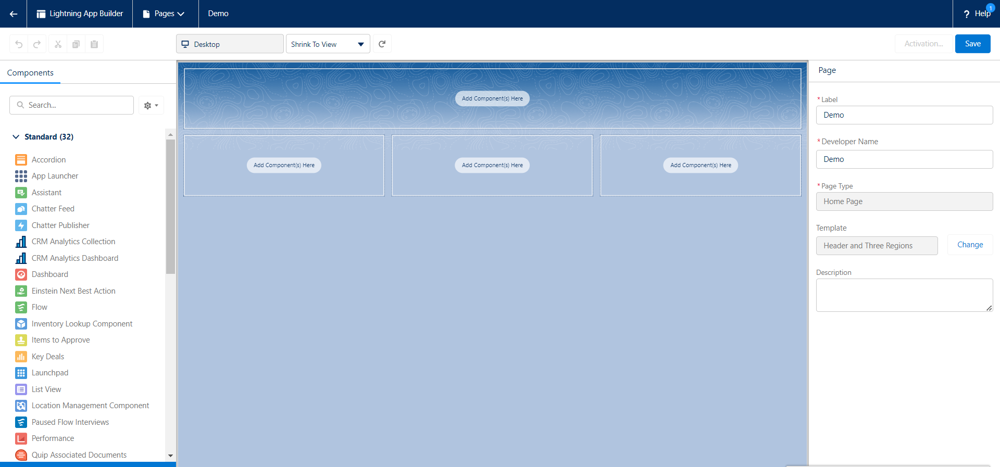 Lightning App Builder
Pages
Demo
1
? Help
Desktop
Shrink To View
Activation...
Save
Components
Search...
Standard (32)
Accordion
App Launcher
Assistant
Chatter Feed
Chatter Publisher
CRM Analytics Collection
CRM Analytics Dashboard
Dashboard
Einstein Next Best Action
Flow
Inventory Lookup Component
Items to Approve
Key Deals
Launchpad
List View
Location Management Component
Paused Flow Interviews
Performance
Quip Associated Documents
Add Component(s) Here
Add Component(s) Here
Add Component(s) Here
Add Component(s) Here
Page
* Label
Demo
* Developer Name
Demo
* Page Type
Home Page
Template
Header and Three Regions
Change
Description